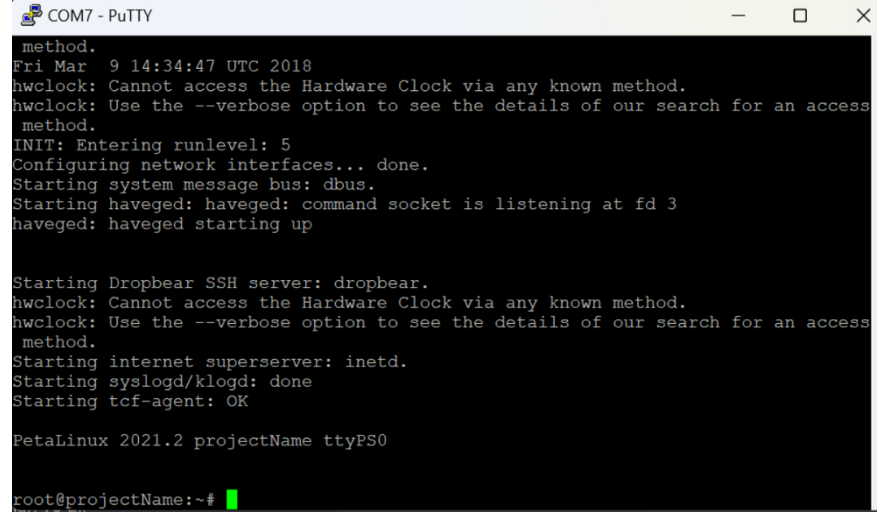 COM7 - PuTTY
method.
Fri Mar  9 14:34:47 UTC 2018
hwclock: Cannot access the Hardware Clock via any known method.
hwclock: Use the --verbose option to see the details of our search for an access
method.
INIT: Entering runlevel: 5
Configuring network interfaces... done.
Starting system message bus: dbus.
Starting haveged: haveged: command socket is listening at fd 3
haveged: haveged starting up
Starting Dropbear SSH server: dropbear.
hwclock: Cannot access the Hardware Clock via any known method.
hwclock: Use the --verbose option to see the details of our search for an access
method.
Starting internet superserver: inetd.
Starting syslogd/klogd: done
Starting tcf-agent: OK
PetaLinux 2021.2 projectName ttyPS0
root@projectName:~#